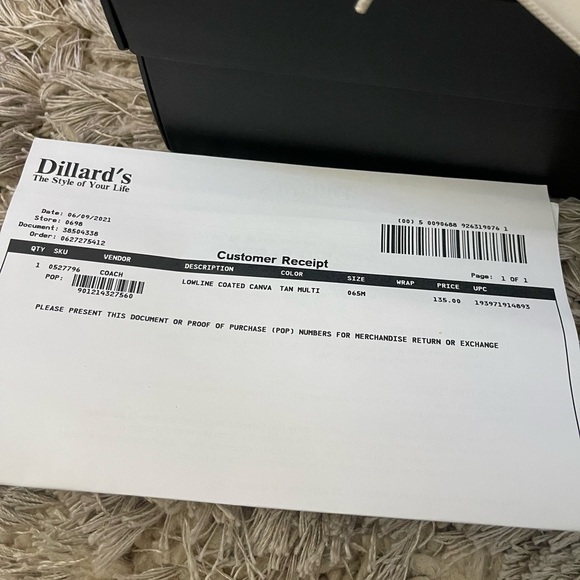 Dillard's
The Style of Your Life
Date: 06/09/2021
Store: 0698
Document: 38504338
Order: 0627275412
(00) 5 0090688 926319076 1
Customer Receipt
Page: 1 OF 1
QTY SKU VENDOR DESCRIPTION COLOR SIZE WRAP PRICE UPC
1 0527796 COACH LOWLINE COATED CANVA TAN MULTI 065M 135.00 193971914893
POP: 901214327560
PLEASE PRESENT THIS DOCUMENT OR PROOF OF PURCHASE (POP) NUMBERS FOR MERCHANDISE RETURN OR EXCHANGE